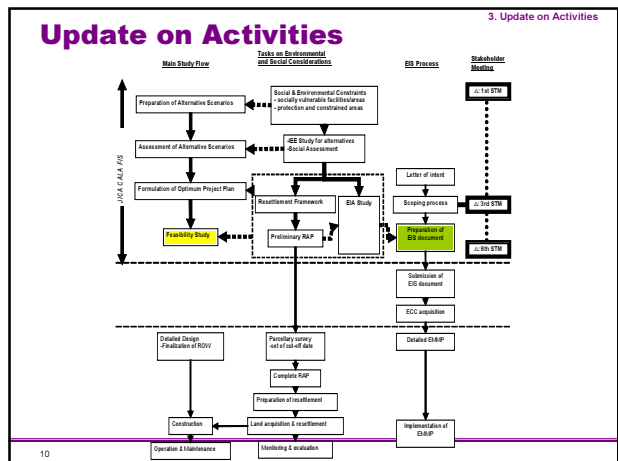 3. Update on Activities
Update on Activities
Main Study Flow
Tasks on Environmental
and Social Considerations
EIS Process
Stakeholder
Meeting
JICA CALA F/S
Preparation of Alternative Scenarios
Social & Environmental Constraints
- socially vulnerable facilities/areas
- protection and constrained areas
Δ: 1st STM
Assessment of Alternative Scenarios
-IEE Study for alternatives
-Social Assessment
Letter of intent
Formulation of Optimum Project Plan
Resettlement Framework
EIA Study
Scoping process
Δ: 3rd STM
Feasibility Study
Preliminary RAP
Preparation of
EIS document
Δ: 8th STM
Submission of
EIS document
ECC acquisition
Detailed Design
-Finalization of ROW
Parcellary survey
-set of cut-off date
Detailed EMMP
Complete RAP
Preparation of resettlement
Construction
Land acquisition & resettlement
Implementation of
EMMP
Operation & Maintenance
Monitoring & evaluation
10